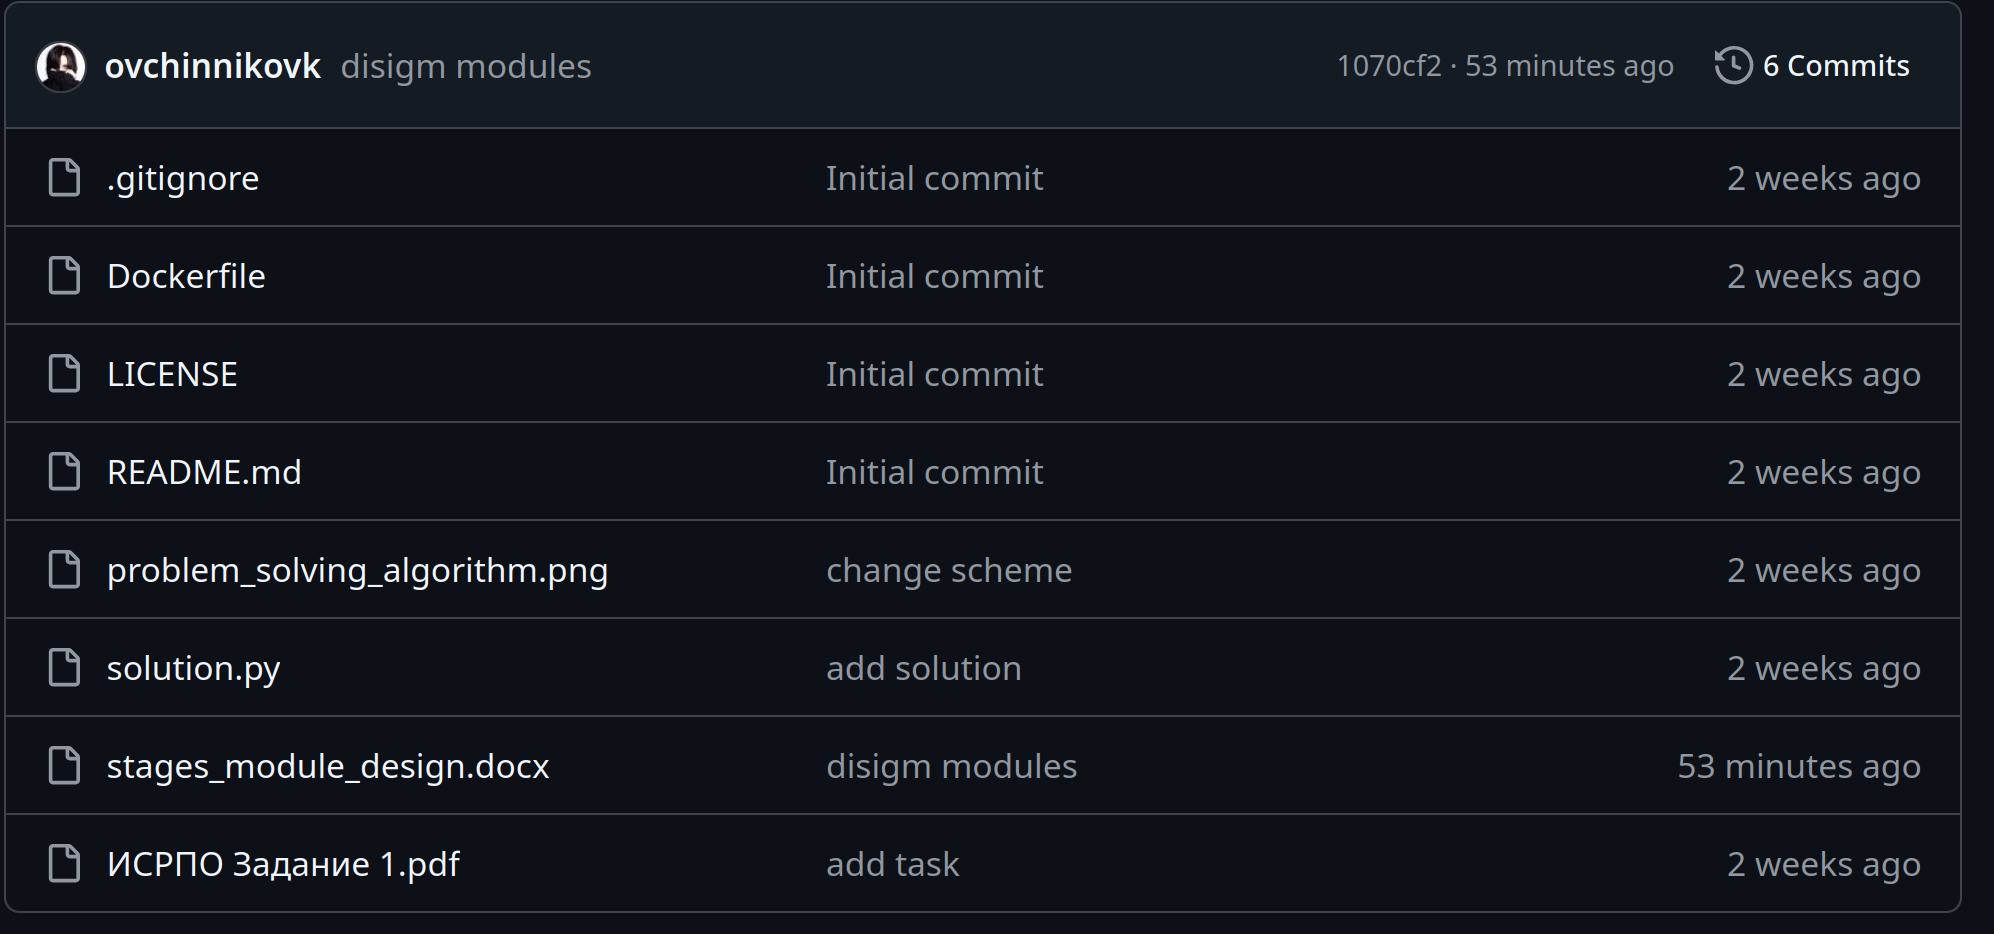 ovchinnikovk disigm modules 1070cf2 · 53 minutes ago 6 Commits
.gitignore Initial commit 2 weeks ago
Dockerfile Initial commit 2 weeks ago
LICENSE Initial commit 2 weeks ago
README.md Initial commit 2 weeks ago
problem_solving_algorithm.png change scheme 2 weeks ago
solution.py add solution 2 weeks ago
stages_module_design.docx disigm modules 53 minutes ago
ИСРПО Задание 1.pdf add task 2 weeks ago